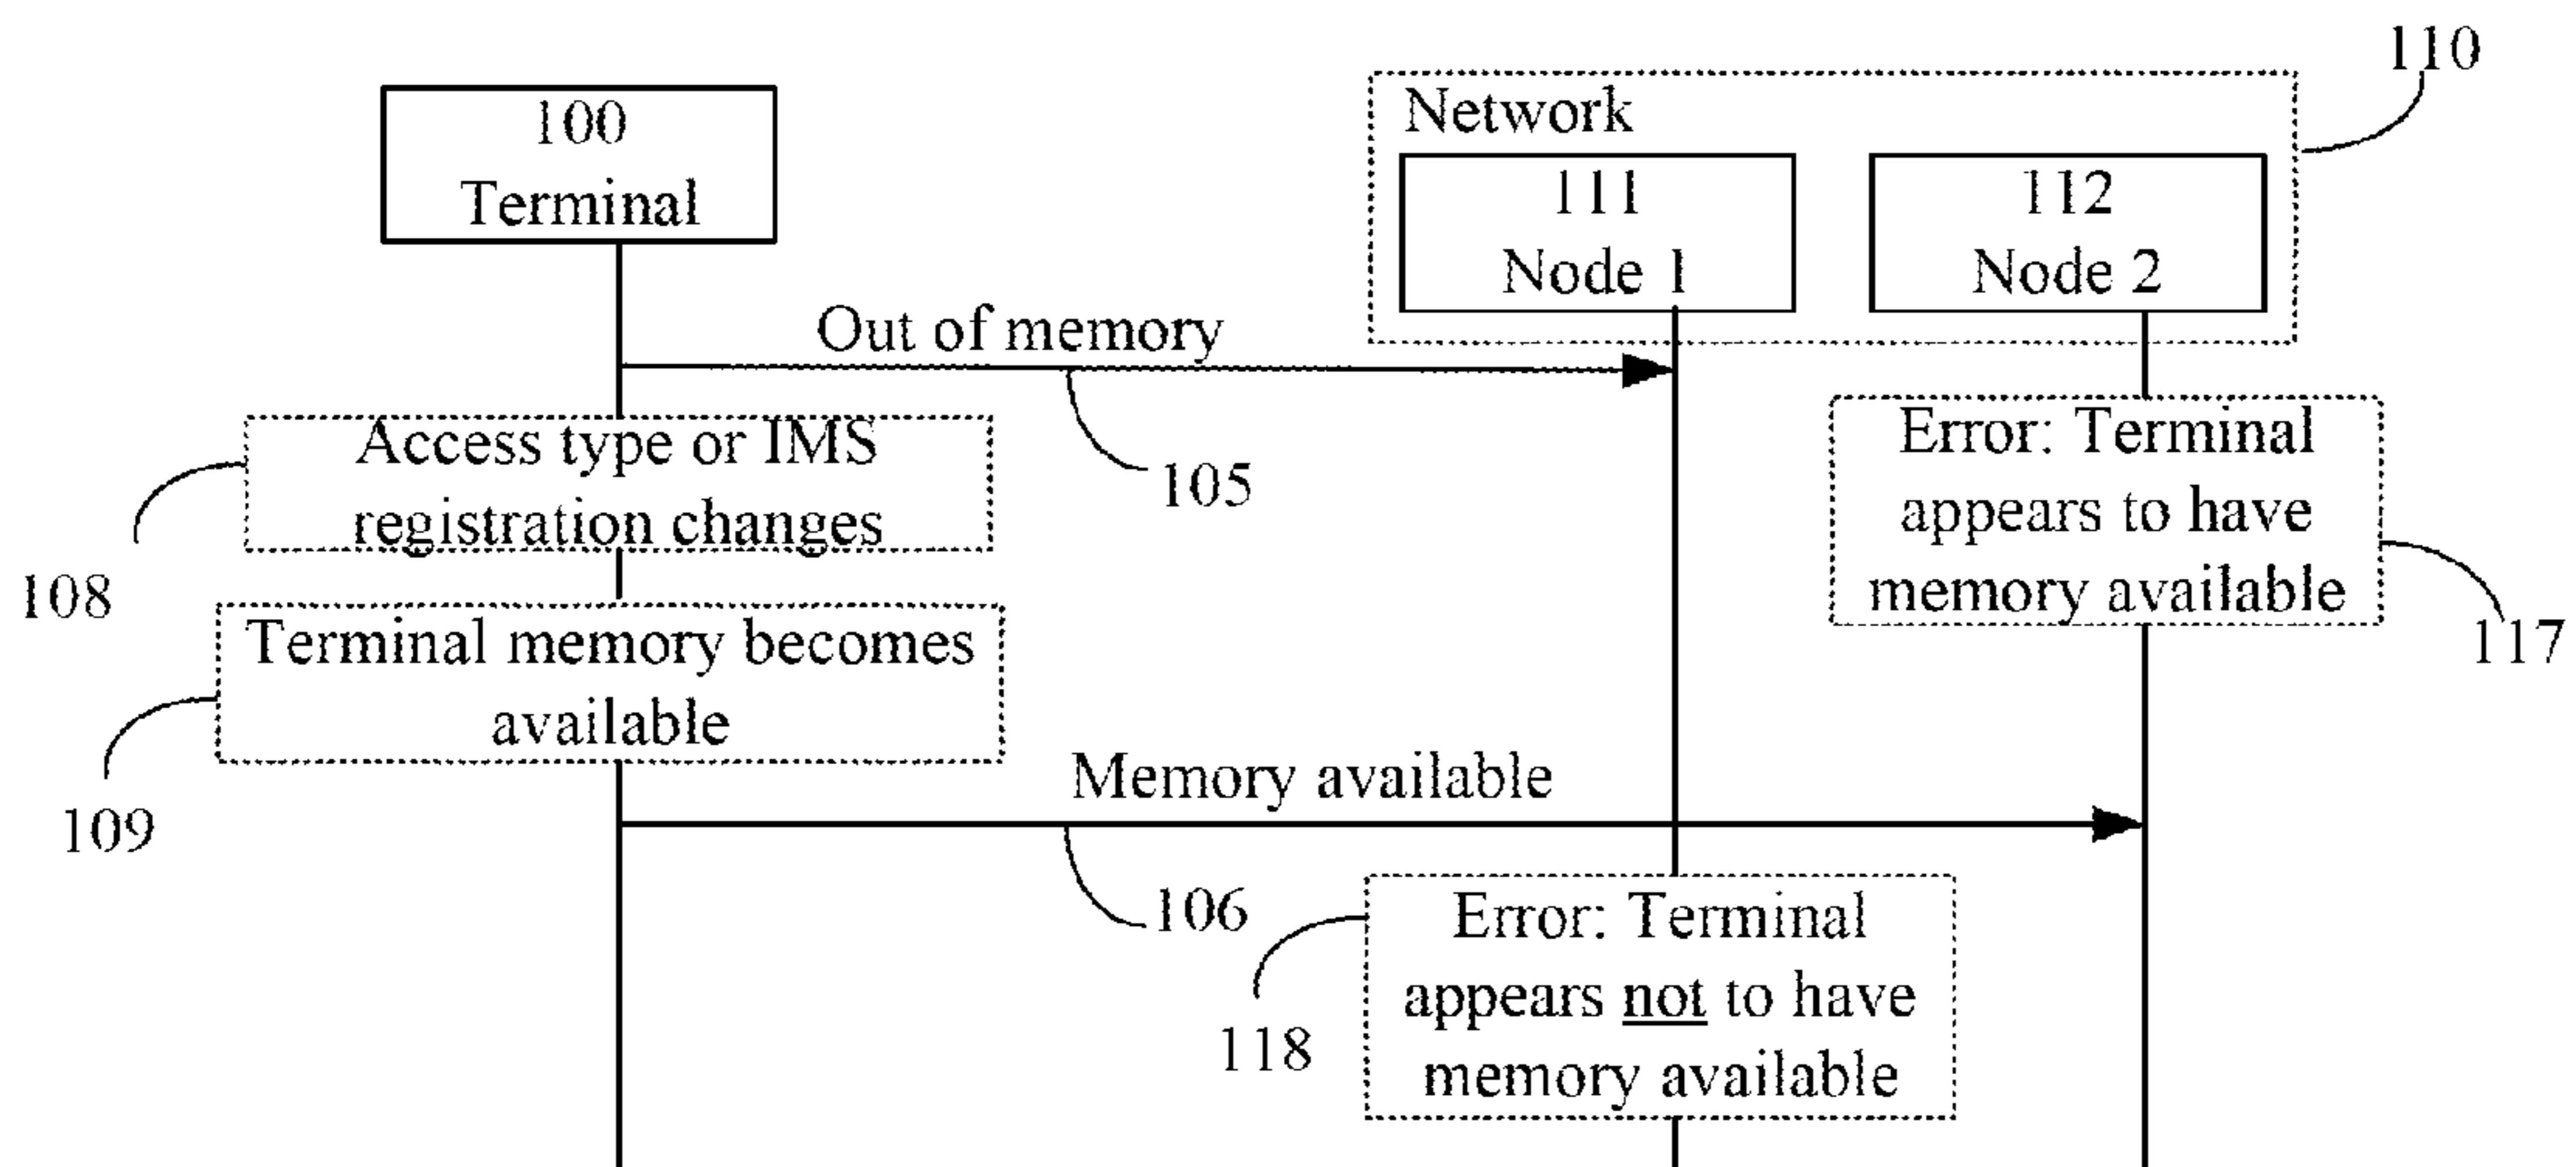 110
Network
100
Terminal
111
Node 1
112
Node 2
Out of memory
105
Access type or IMS
registration changes
108
Error: Terminal
appears to have
memory available
117
Terminal memory becomes
available
109
Memory available
106
Error: Terminal
appears not to have
memory available
118